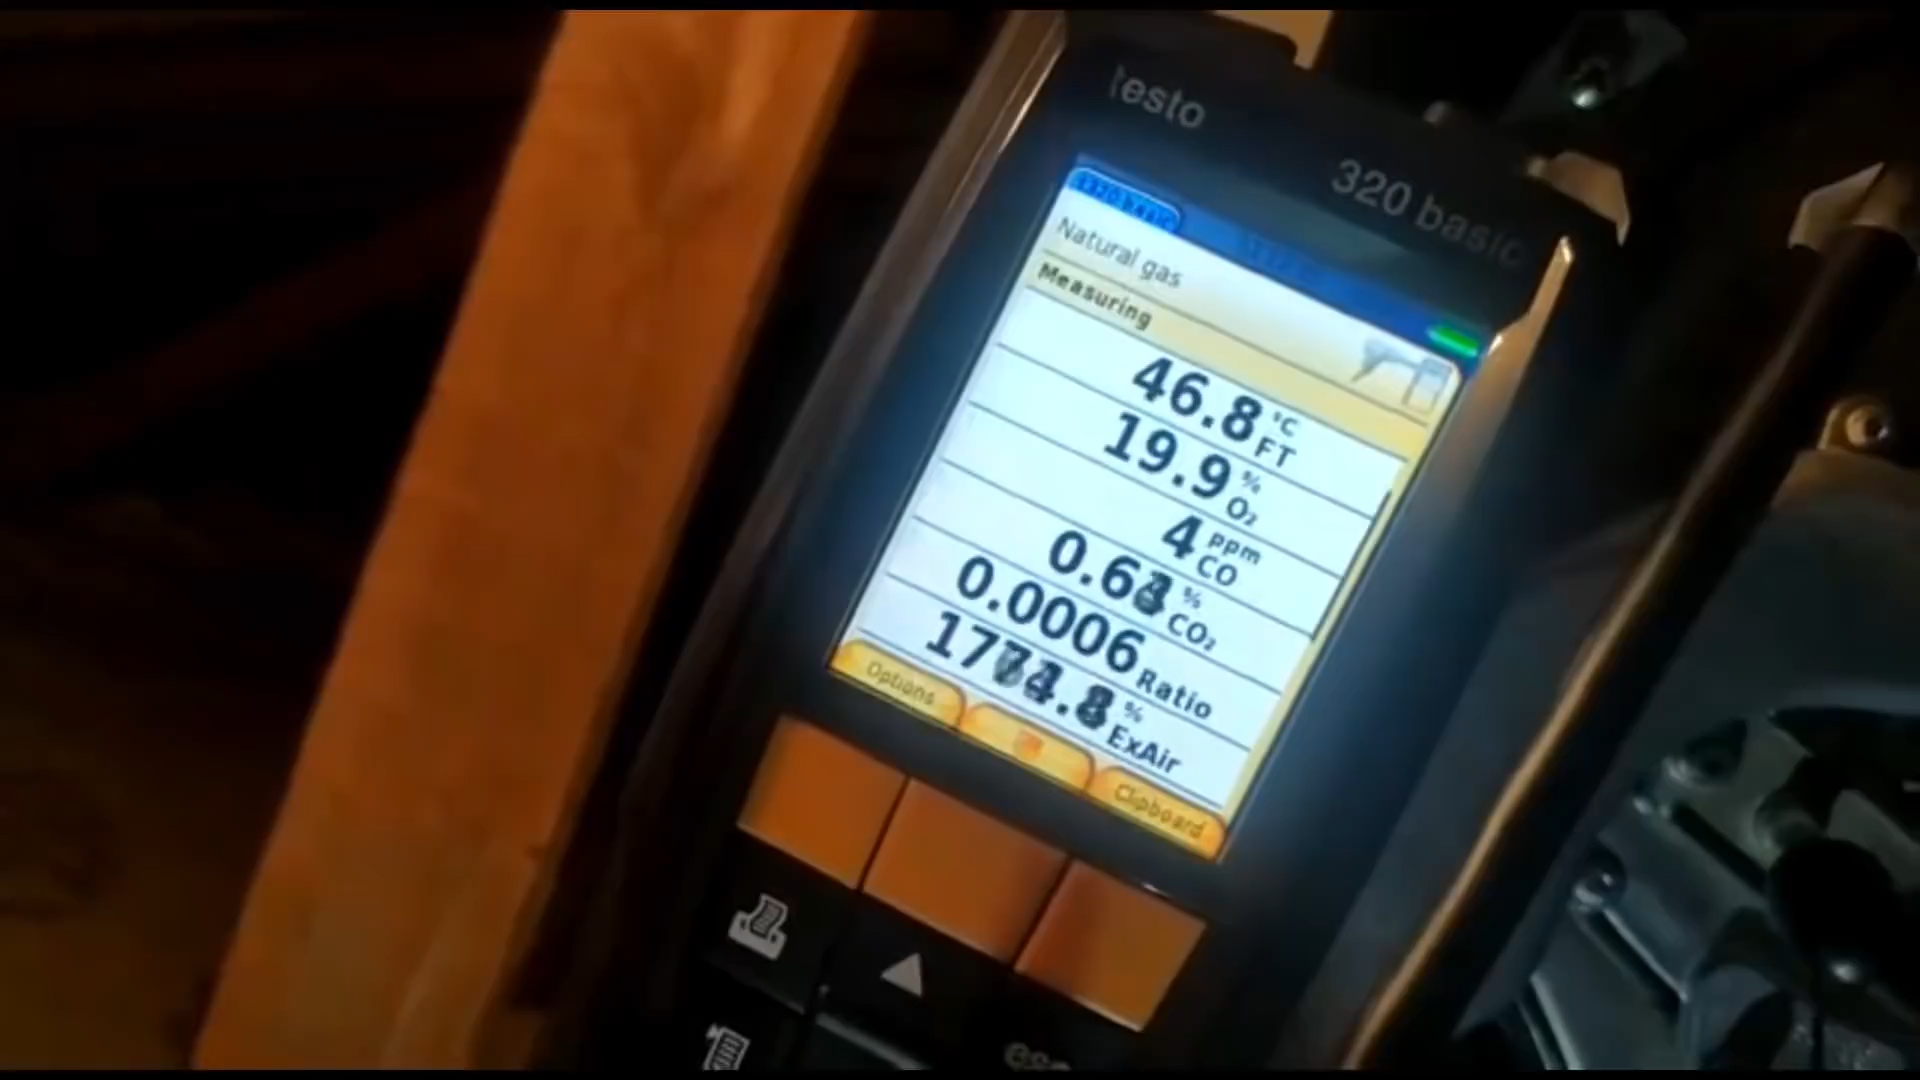 testo
320 basic
Natural gas
Measuring
46.8 °C FT
19.9 % O₂
4 ppm CO
% CO₂
0.0006 Ratio
% ExAir
Options
Clipboard
esc